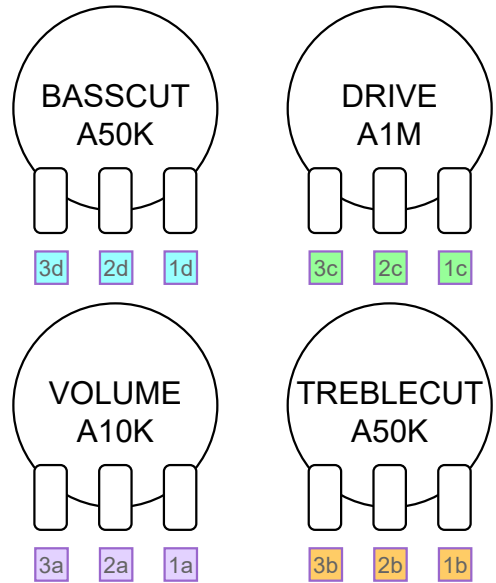 BASSCUT
A50K
3d 2d 1d
DRIVE
A1M
3c 2c 1c
VOLUME
A10K
3a 2a 1a
TREBLECUT
A50K
3b 2b 1b